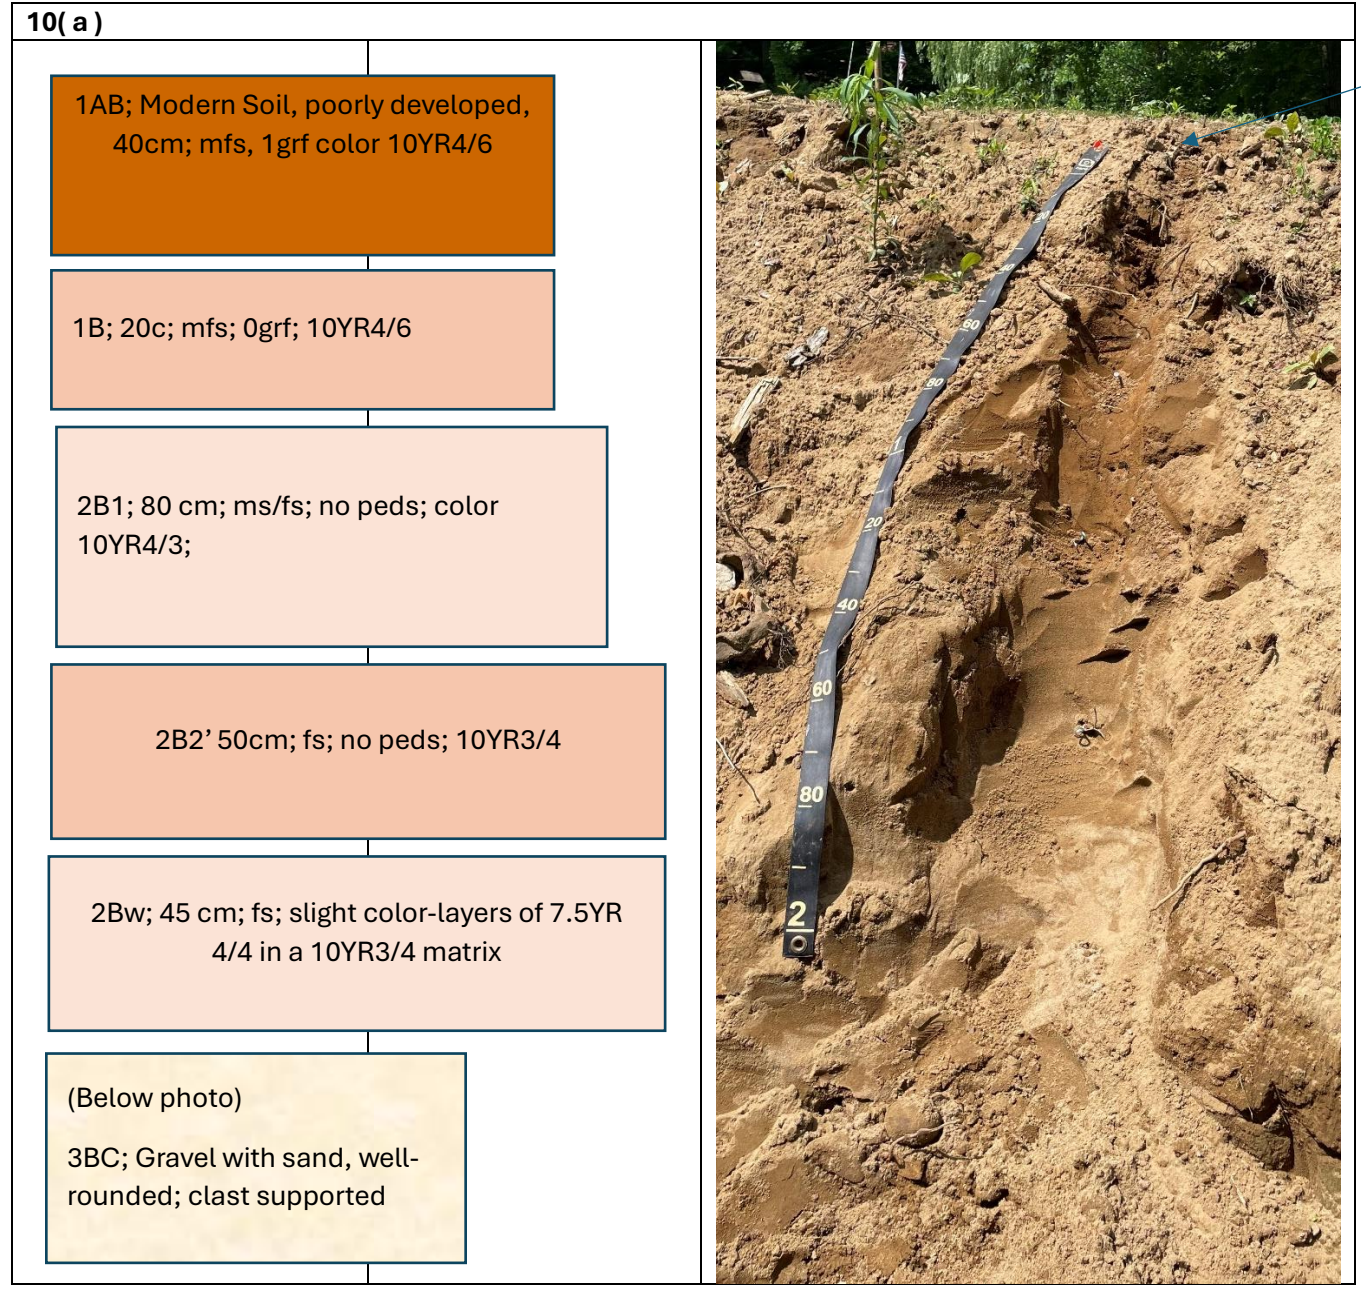 10( a )
1AB; Modern Soil, poorly developed,
40cm; mfs, 1grf color 10YR4/6
1B; 20c; mfs; 0grf; 10YR4/6
2B1; 80 cm; ms/fs; no peds; color
10YR4/3;
2B2’ 50cm; fs; no peds; 10YR3/4
2Bw; 45 cm; fs; slight color-layers of 7.5YR
4/4 in a 10YR3/4 matrix
(Below photo)
3BC; Gravel with sand, well-
rounded; clast supported
20
40
60
80
1
20
40
60
80
2